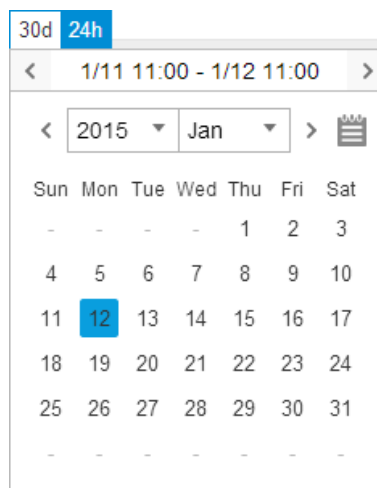 30d 24h
1/11 11:00 - 1/12 11:00
2015 Jan
Sun Mon Tue Wed Thu Fri Sat
- - - - 1 2 3
4 5 6 7 8 9 10
11 12 13 14 15 16 17
18 19 20 21 22 23 24
25 26 27 28 29 30 31
- - - - - - -